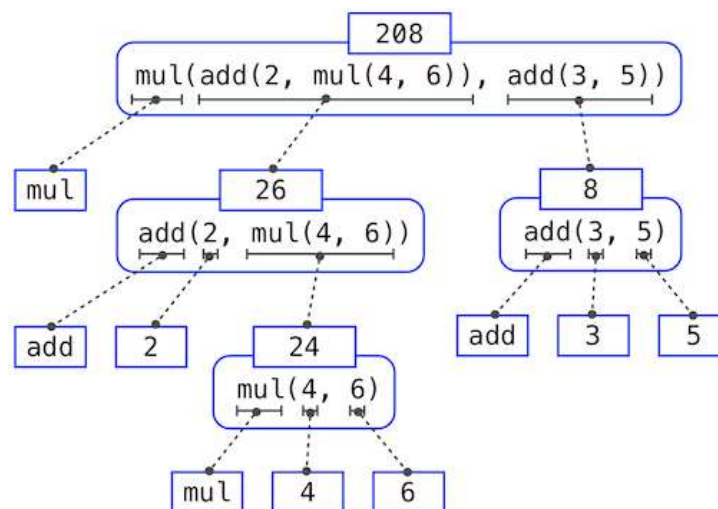 208
mul(add(2, mul(4, 6)), add(3, 5))
mul
26
8
add(2, mul(4, 6))
add(3, 5)
add
2
24
add
3
5
mul(4, 6)
mul
4
6